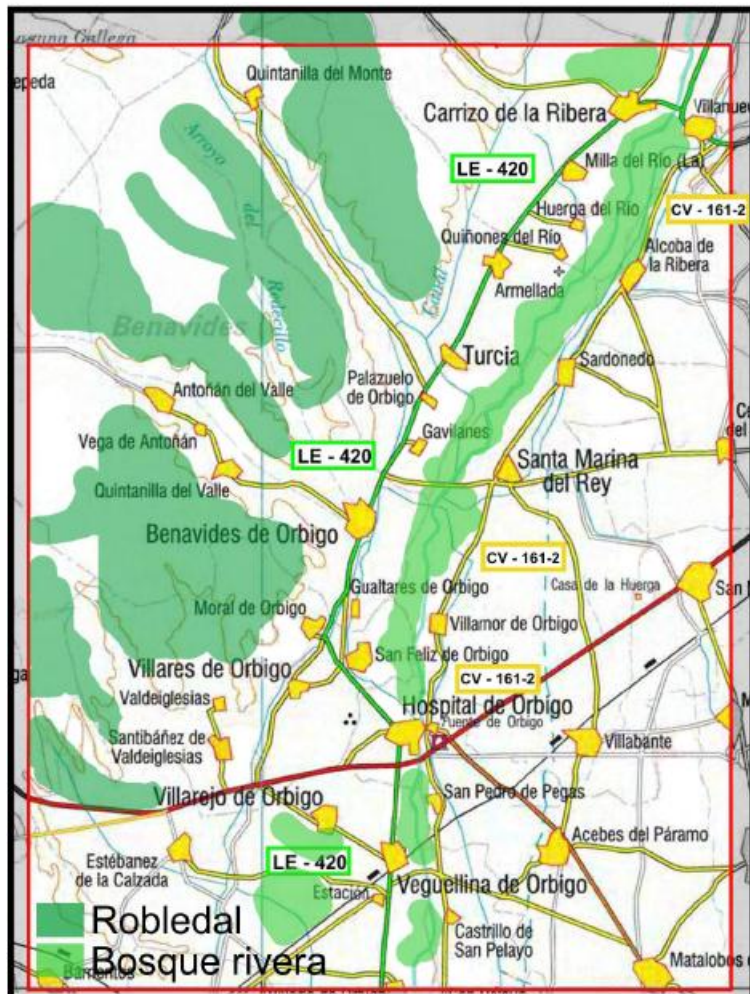 Laguna Gallega
Quintanilla del Monte
Carrizo de la Ribera
LE - 420
Milla del Río (La)
CV - 161-2
Huerga del Río
Quiñones del Río
Alcoba de
la Ribera
Armellada
Arroyo
del
Redecillo
Canal
Benavides
Turcia
Sardonedo
Palazuelo
de Orbigo
Antoñán del Valle
Vega de Antoñán
Gavilanes
LE - 420
Santa Marina
del Rey
Quintanilla del Valle
Benavides de Orbigo
CV - 161-2
Gualtares de Orbigo
Casa de la Huerga
Moral de Orbigo
Villamor de Orbigo
San Feliz de Orbigo
Villares de Orbigo
CV - 161-2
Valdeiglesias
Hospital de Orbigo
Puente de Orbigo
Santibáñez de
Valdeiglesias
Villabante
Villarejo de Orbigo
San Pedro de Pegas
Acebes del Páramo
Estébanez
de la Calzada
LE - 420
Veguellina de Orbigo
Estación
Castrillo de
San Pelayo
Robledal
Bosque rivera
Barrientos
Matalobos